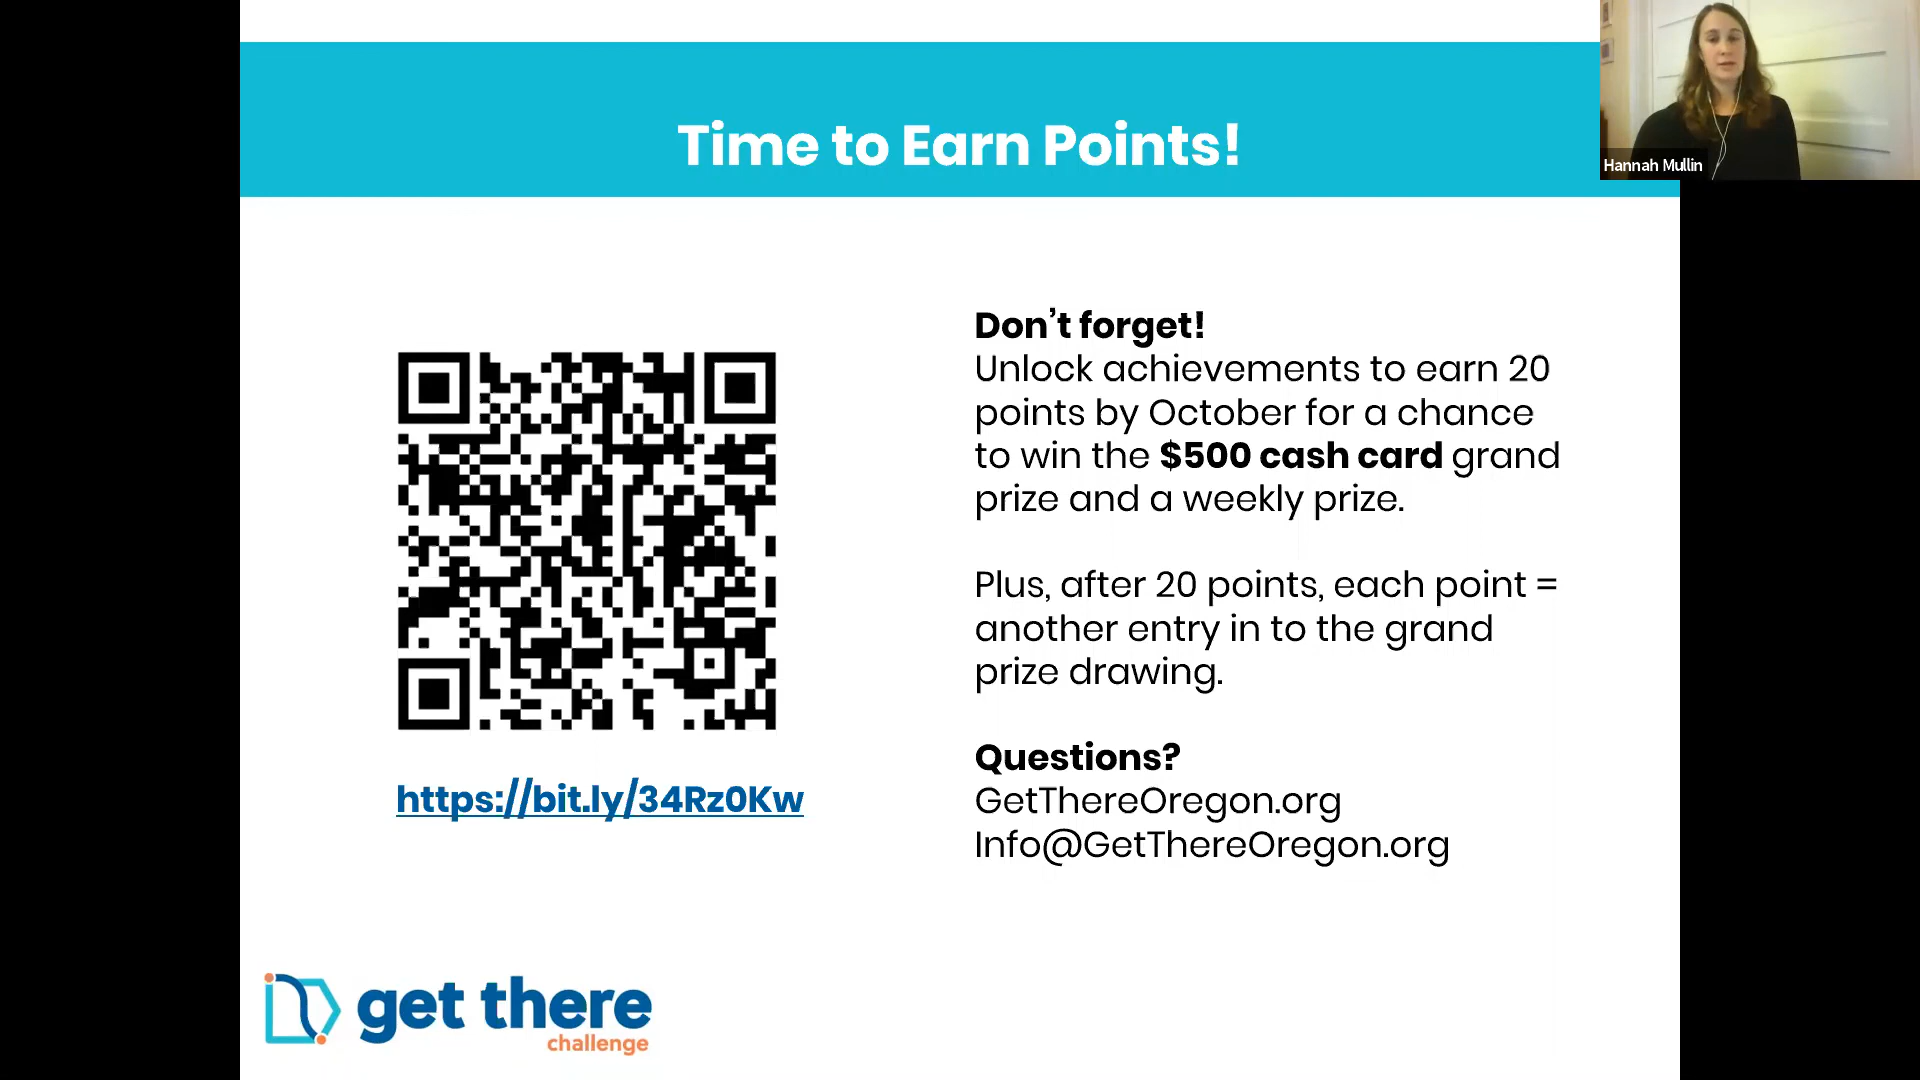 Time to Earn Points!
Hannah Mullin
Don't forget!
Unlock achievements to earn 20
points by October for a chance
to win the $500 cash card grand
prize and a weekly prize.
Plus, after 20 points, each point =
another entry in to the grand
prize drawing.
Questions?
GetThereOregon.org
Info@GetThereOregon.org
https://bit.ly/34Rz0Kw
get there
challenge